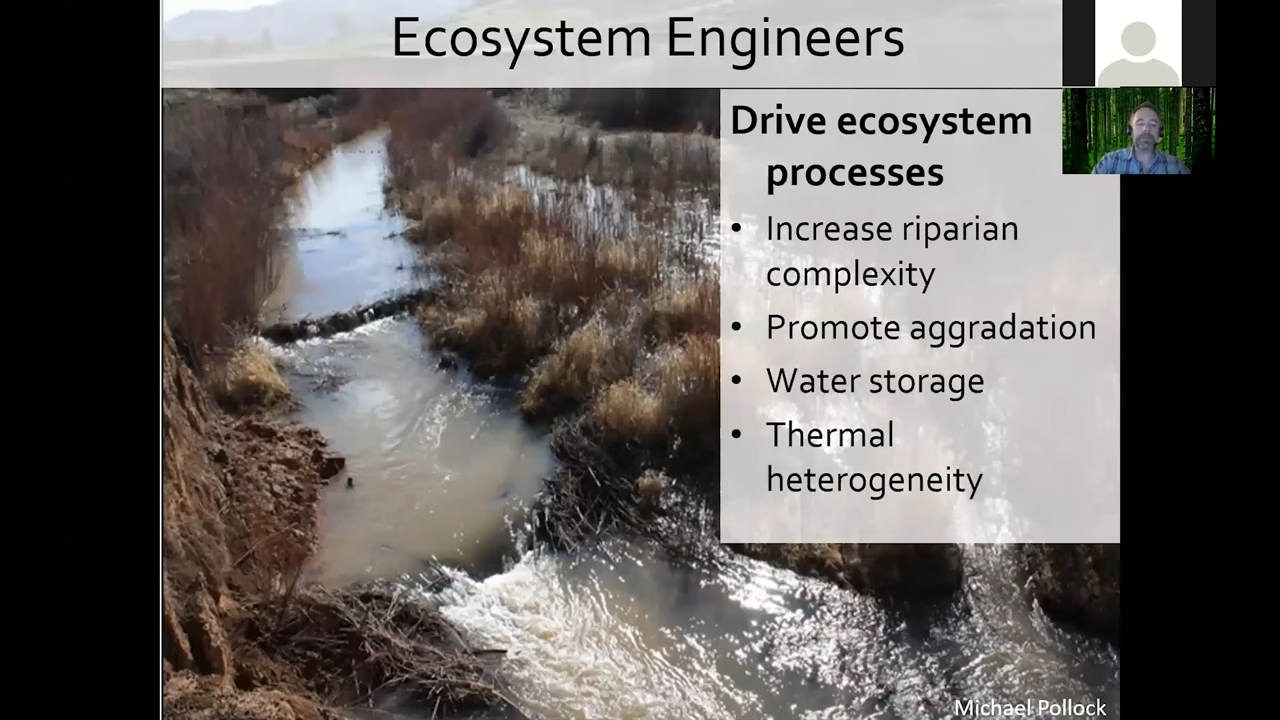 Ecosystem Engineers
Drive ecosystem
processes
• Increase riparian
complexity
• Promote aggradation
• Water storage
• Thermal
heterogeneity
Michael Pollock